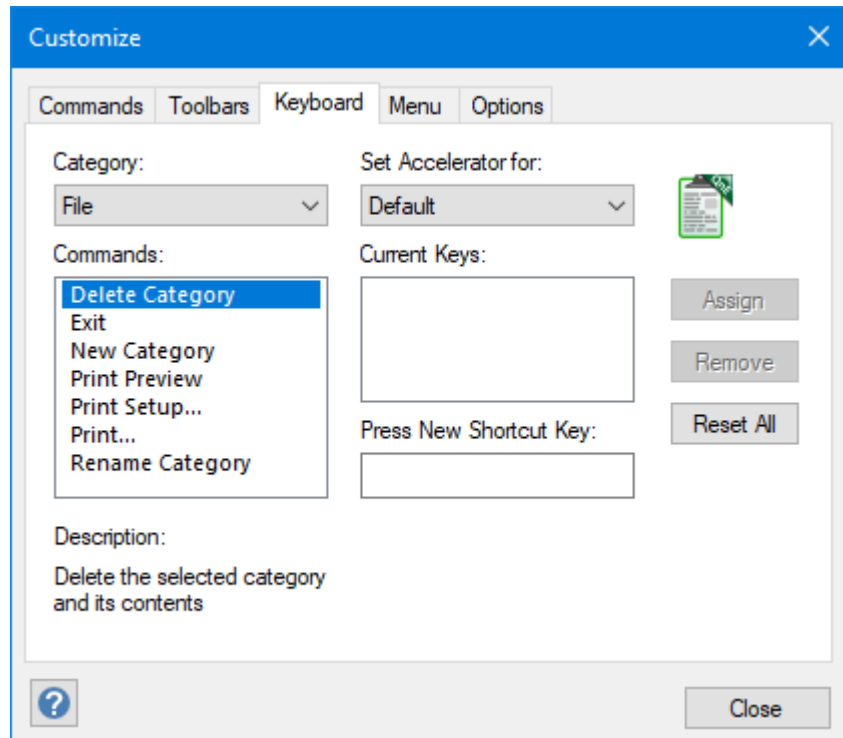 Customize
Commands Toolbars Keyboard Menu Options
Category:
File
Commands:
Delete Category
Exit
New Category
Print Preview
Print Setup...
Print...
Rename Category
Description:
Delete the selected category
and its contents
Set Accelerator for:
Default
Current Keys:
Press New Shortcut Key:
QnE
Assign
Remove
Reset All
?
Close